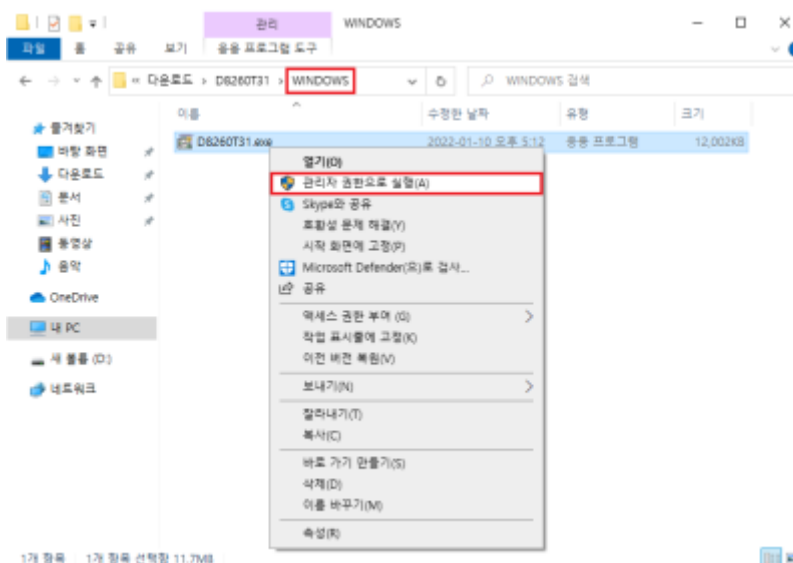 관리 WINDOWS
파일 홈 공유 보기 응용 프로그램 도구
« 다운로드 › D8260T31 › WINDOWS WINDOWS 검색
이름 수정한 날짜 유형 크기
즐겨찾기
D8260T31.exe 2022-01-10 오후 5:12 응용 프로그램 12,002KB
바탕 화면
다운로드
문서
사진
동영상
음악
OneDrive
내 PC
새 볼륨 (D:)
네트워크
열기(O)
관리자 권한으로 실행(A)
Skype와 공유
호환성 문제 해결(Y)
시작 화면에 고정(P)
Microsoft Defender(으)로 검사...
공유
액세스 권한 부여 (G)
작업 표시줄에 고정(K)
이전 버전 복원(V)
보내기(N)
잘라내기(T)
복사(C)
바로 가기 만들기(S)
삭제(D)
이름 바꾸기(M)
속성(R)
1개 항목 1개 항목 선택함 11.7MB